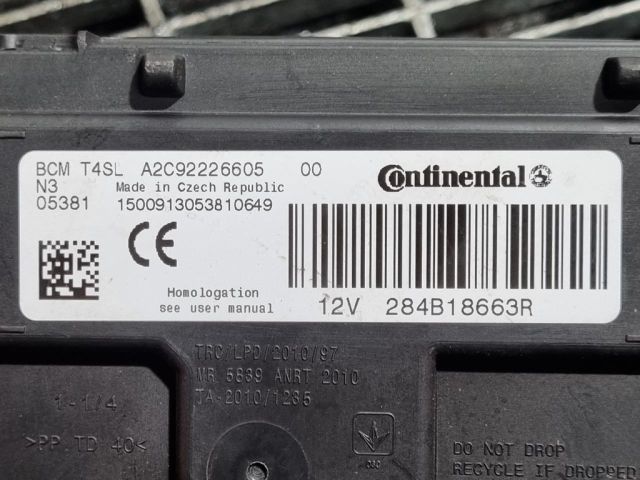 BCM T4SL A2C92226605 00
N3 Made in Czech Republic
05381 1500913053810649
Continental
CE
Homologation
see user manual
12V 284B18663R
TRC/LPD/2010/97
MR 5839 ANRT 2010
TA-2010/1235
1-1/4
>PP TD 40<
DO NOT DROP
RECYCLE IF DROPPED